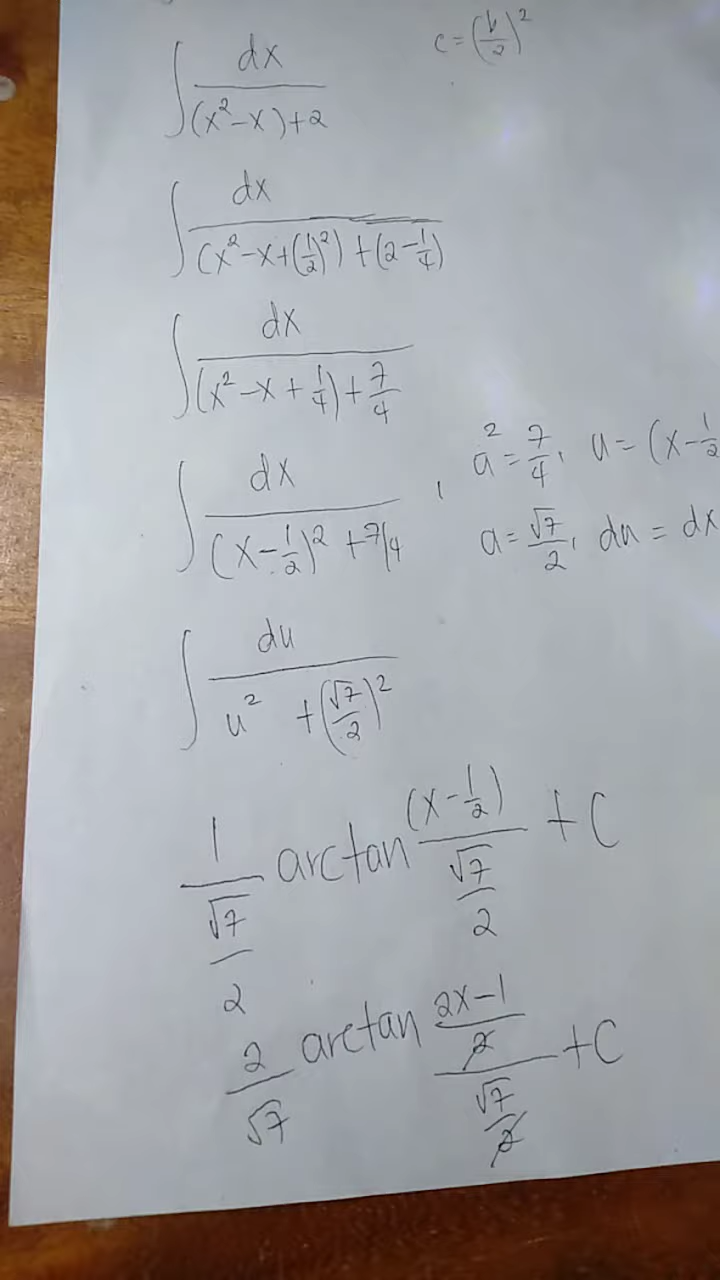 ∫ dx / ((x² - x) + 2)    c = (b/2)²
∫ dx / ((x² - x + (1/2)²) + (2 - 1/4))
∫ dx / ((x² - x + 1/4) + 7/4)
∫ dx / ((x - 1/2)² + 7/4) , a² = 7/4, u = (x - 1/2
a = √7/2, du = dx
∫ du / (u² + (√7/2)²)
1/(√7/2) arctan (x - 1/2)/(√7/2) + C
2/√7 arctan ((2x - 1)/2)/(√7/2) + C